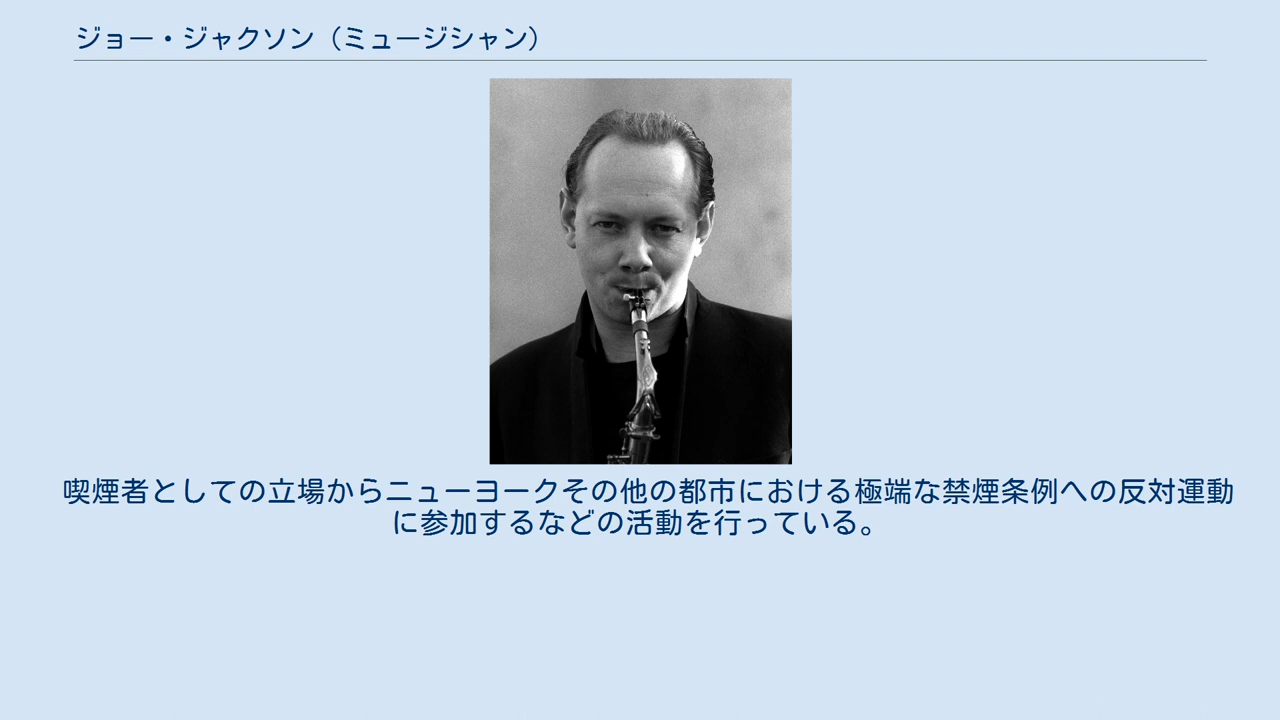 ジョー・ジャクソン（ミュージシャン）
喫煙者としての立場からニューヨークその他の都市における極端な禁煙条例への反対運動
に参加するなどの活動を行っている。